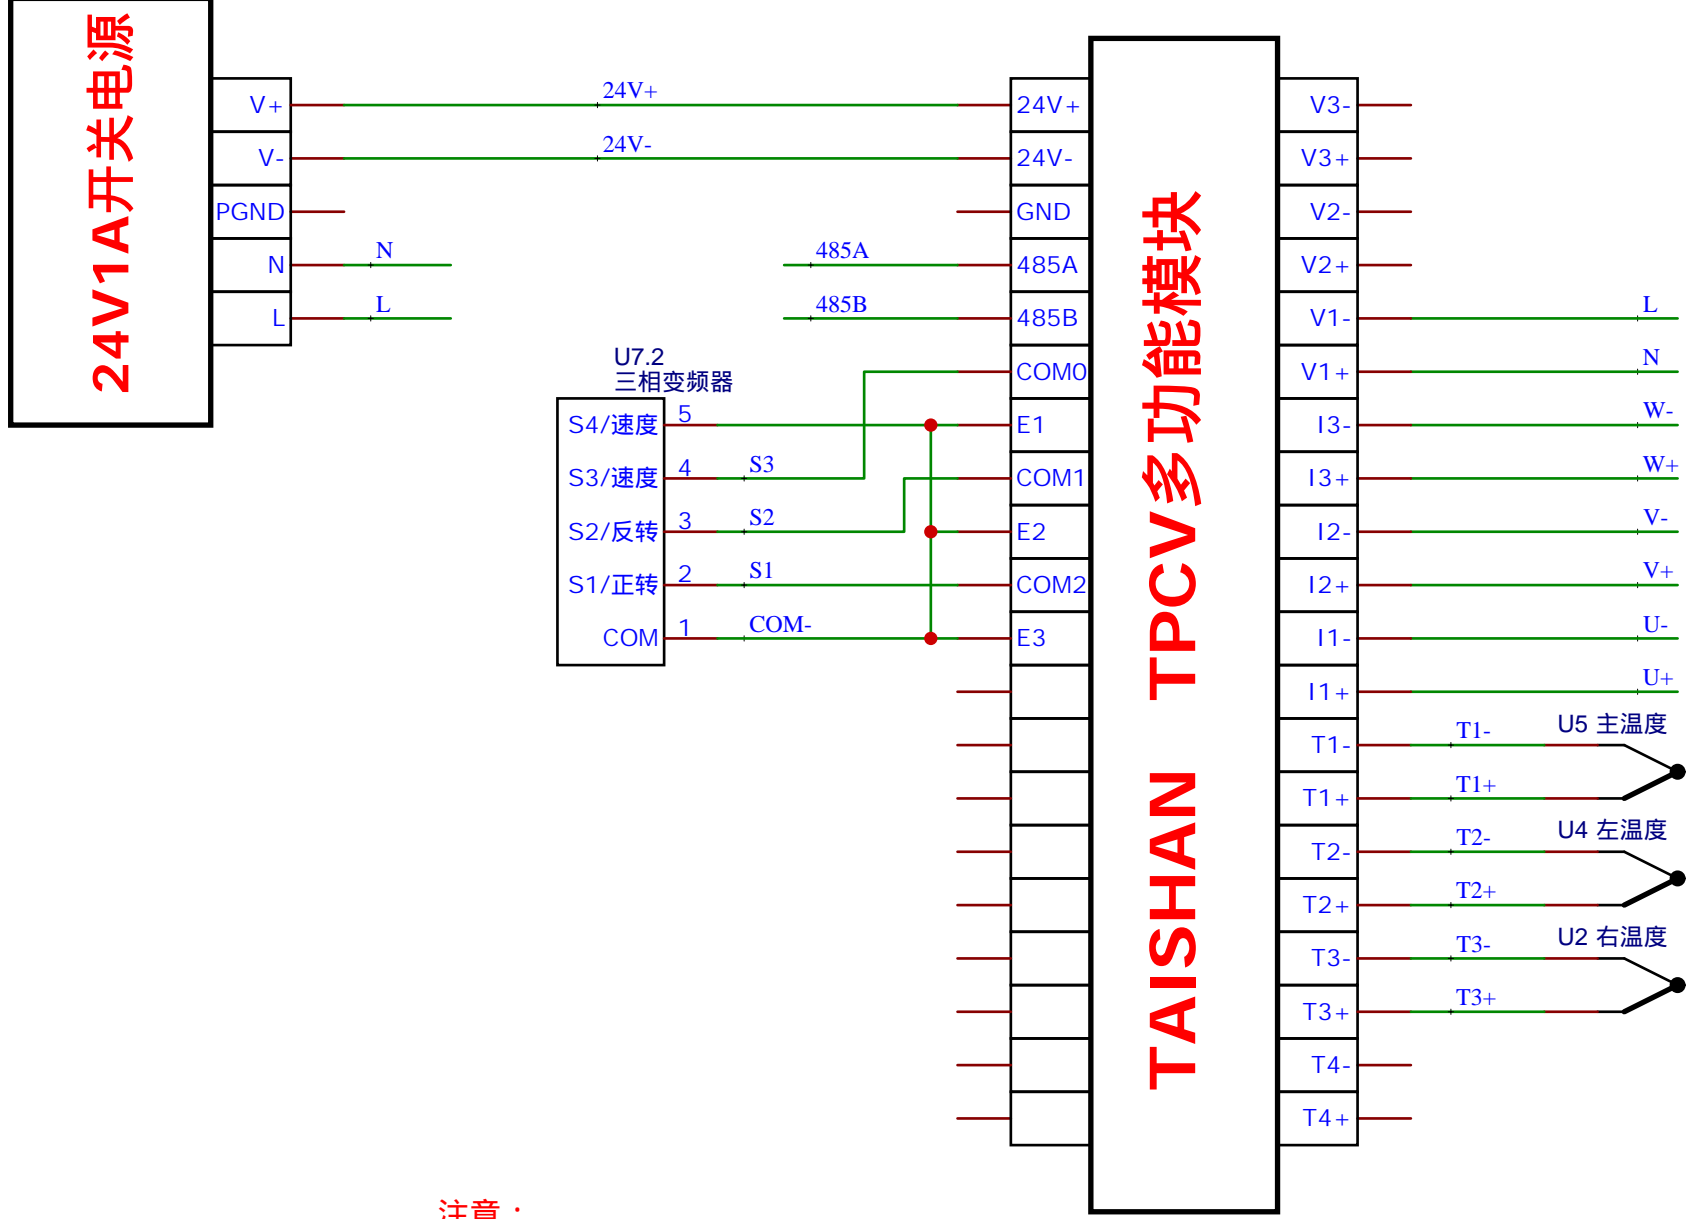 24V1A开关电源
V+
V-
PGND
N
L
24V+
24V-
N
L
485A
485B
U7.2
三相变频器
S4/速度
S3/速度
S2/反转
S1/正转
COM
5
4
3
2
1
S3
S2
S1
COM-
24V+
24V-
GND
485A
485B
COM0
E1
COM1
E2
COM2
E3
TAISHAN TPCV多功能模块
V3-
V3+
V2-
V2+
V1-
V1+
I3-
I3+
I2-
I2+
I1-
I1+
T1-
T1+
T2-
T2+
T3-
T3+
T4-
T4+
L
N
W-
W+
V-
V+
U-
U+
T1-
T1+
T2-
T2+
T3-
T3+
U5 主温度
U4 左温度
U2 右温度
注意: